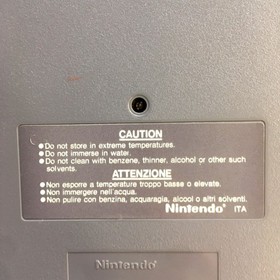 CAUTION
●Do not store in extreme temperatures.
●Do not immerse in water.
●Do not clean with benzene, thinner, alcohol or other such
solvents.
ATTENZIONE
●Non esporre a temperature troppo basse o elevate.
●Non immergere nell'acqua.
●Non pulire con benzina, acquaragia, alcool o altri solventi.
Nintendo® ITA
Nintendo®